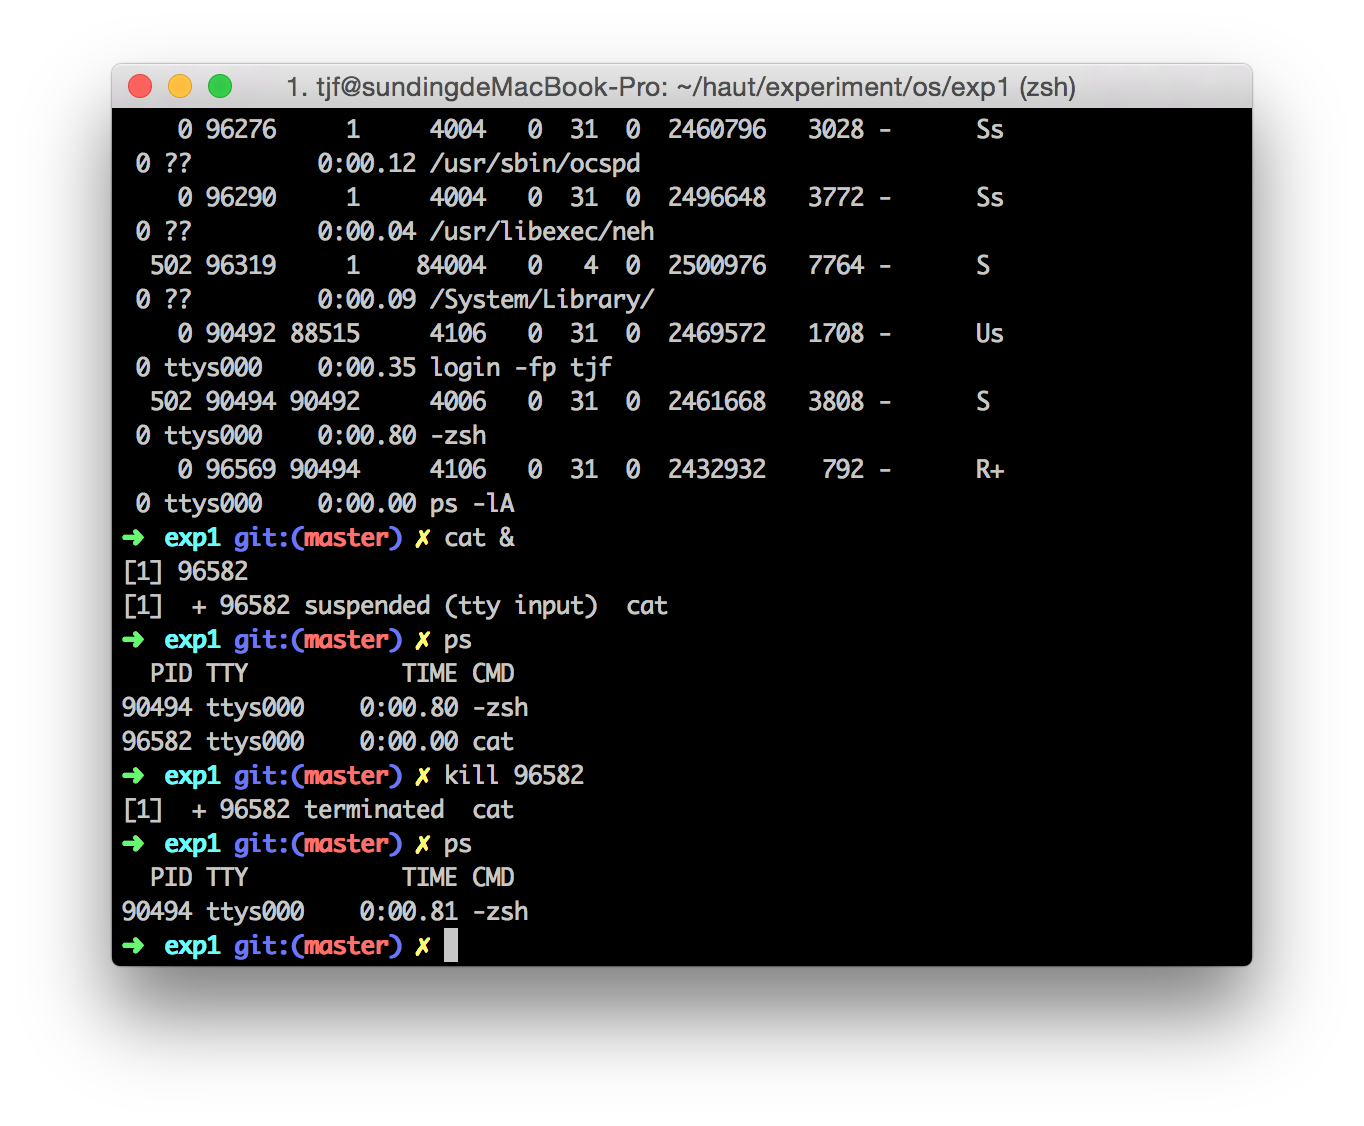 1. tjf@sundingdeMacBook-Pro: ~/haut/experiment/os/exp1 (zsh)
    0 96276     1     4004   0  31  0  2460796   3028 -      Ss
 0 ??         0:00.12 /usr/sbin/ocspd
    0 96290     1     4004   0  31  0  2496648   3772 -      Ss
 0 ??         0:00.04 /usr/libexec/neh
  502 96319     1    84004   0   4  0  2500976   7764 -      S
 0 ??         0:00.09 /System/Library/
    0 90492 88515     4106   0  31  0  2469572   1708 -      Us
 0 ttys000    0:00.35 login -fp tjf
  502 90494 90492     4006   0  31  0  2461668   3808 -      S
 0 ttys000    0:00.80 -zsh
    0 96569 90494     4106   0  31  0  2432932    792 -      R+
 0 ttys000    0:00.00 ps -lA
➜  exp1 git:(master) ✗ cat &
[1] 96582
[1]  + 96582 suspended (tty input)  cat
➜  exp1 git:(master) ✗ ps
  PID TTY           TIME CMD
90494 ttys000    0:00.80 -zsh
96582 ttys000    0:00.00 cat
➜  exp1 git:(master) ✗ kill 96582
[1]  + 96582 terminated  cat
➜  exp1 git:(master) ✗ ps
  PID TTY           TIME CMD
90494 ttys000    0:00.81 -zsh
➜  exp1 git:(master) ✗